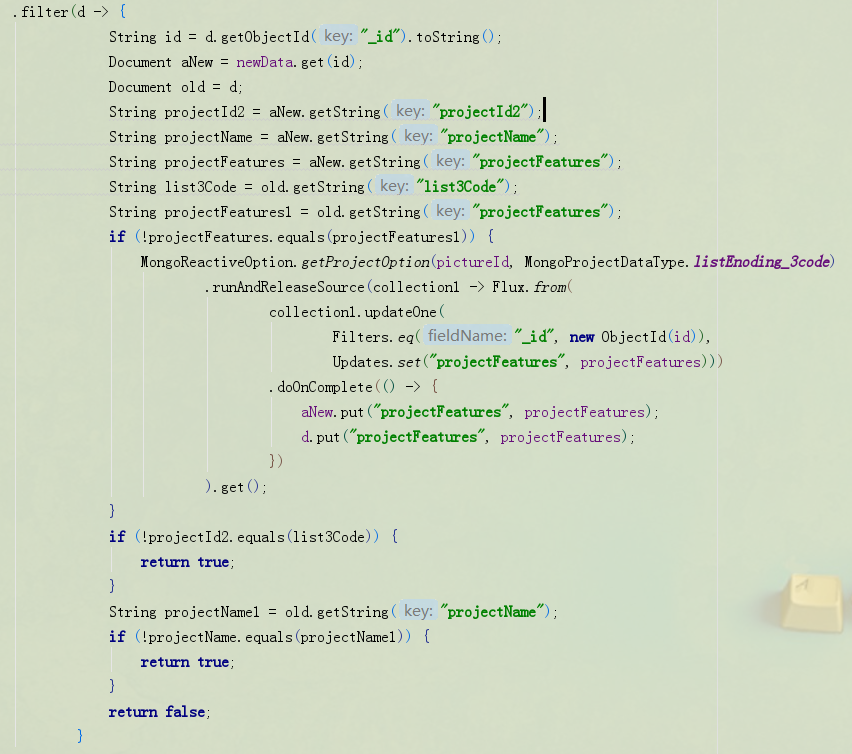 .filter(d -> {
String id = d.getObjectId( key: "_id").toString();
Document aNew = newData.get(id);
Document old = d;
String projectId2 = aNew.getString( key: "projectId2");
String projectName = aNew.getString( key: "projectName");
String projectFeatures = aNew.getString( key: "projectFeatures");
String list3Code = old.getString( key: "list3Code");
String projectFeatures1 = old.getString( key: "projectFeatures");
if (!projectFeatures.equals(projectFeatures1)) {
MongoReactiveOption.getProjectOption(pictureId, MongoProjectDataType.listEnoding_3code)
.runAndReleaseSource(collection1 -> Flux.from(
collection1.updateOne(
Filters.eq( fieldName: "_id", new ObjectId(id)),
Updates.set("projectFeatures", projectFeatures)))
.doOnComplete(() -> {
aNew.put("projectFeatures", projectFeatures);
d.put("projectFeatures", projectFeatures);
})
).get();
}
if (!projectId2.equals(list3Code)) {
return true;
}
String projectName1 = old.getString( key: "projectName");
if (!projectName.equals(projectName1)) {
return true;
}
return false;
}